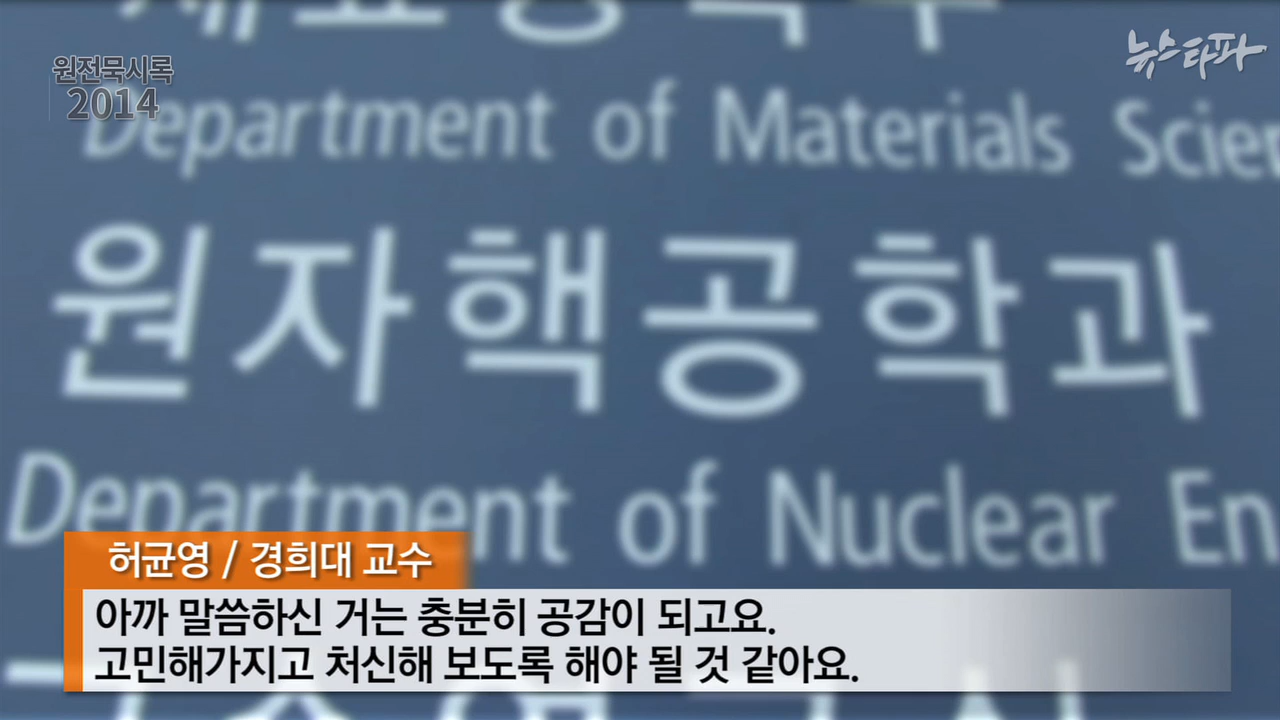 뉴스타파
원전묵시록
2014
Department of Materials
원자핵공학과
Department of Nuclear En
허균영 / 경희대 교수
아까 말씀하신 거는 충분히 공감이 되고요.
고민해가지고 처신해 보도록 해야 될 것 같아요.